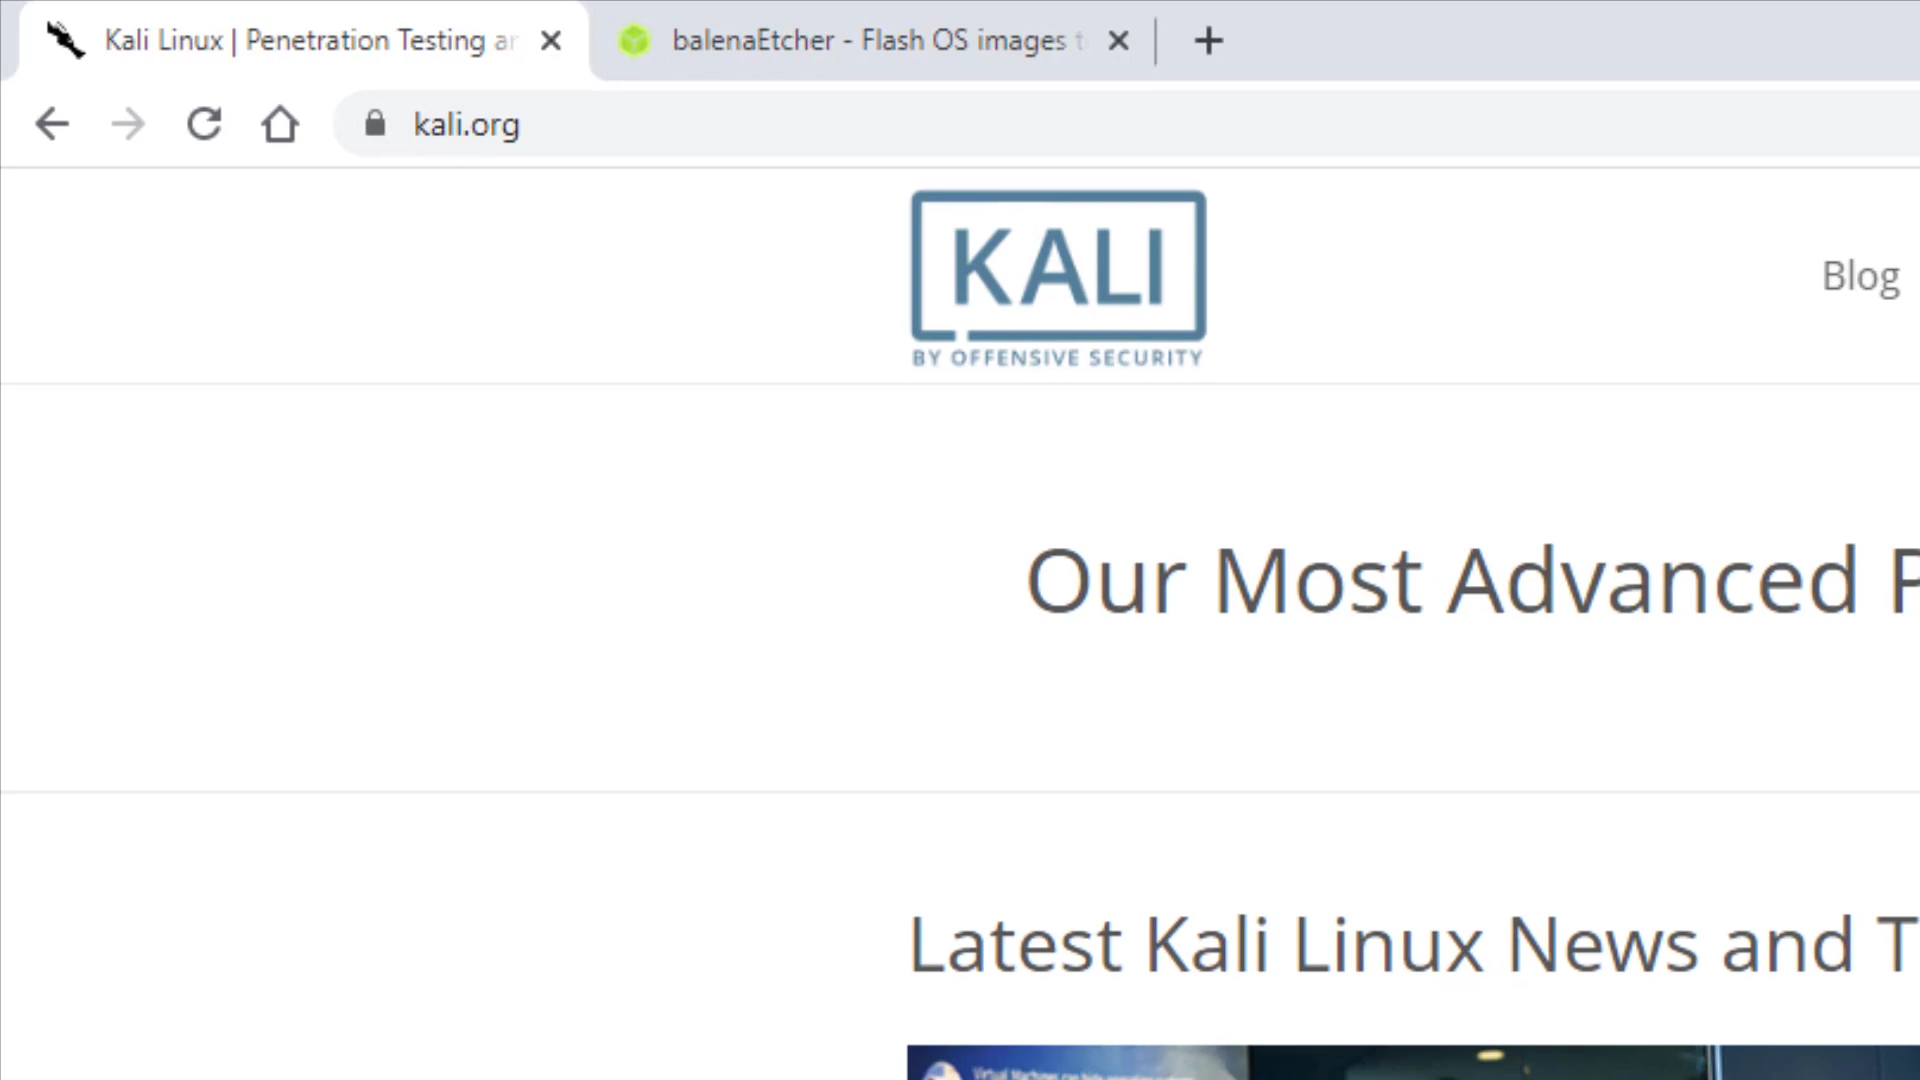 Kali Linux | Penetration Testing
balenaEtcher - Flash OS images
kali.org
KALI
BY OFFENSIVE SECURITY
Blog
Our Most Advanced P
Latest Kali Linux News and T